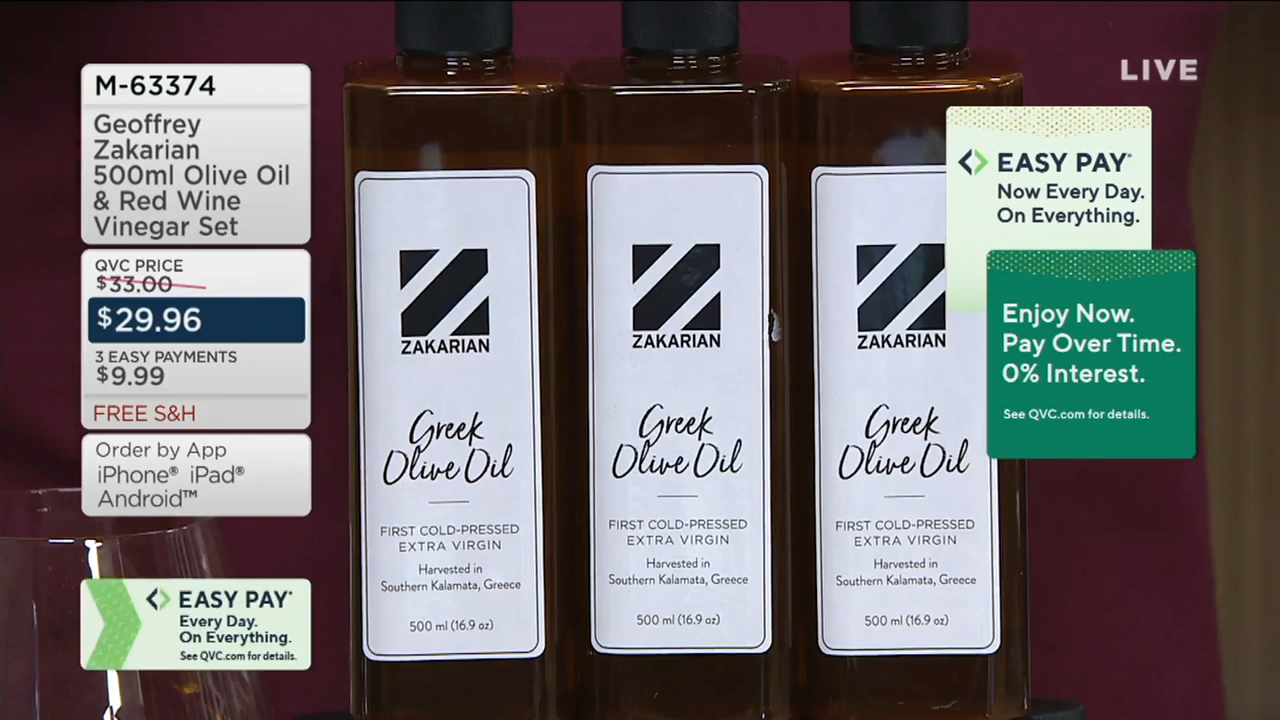 M-63374
Geoffrey
Zakarian
500ml Olive Oil
& Red Wine
Vinegar Set
QVC PRICE
$33.00
$29.96
3 EASY PAYMENTS
$9.99
FREE S&H
Order by App
iPhone® iPad®
Android™
EASY PAY®
Every Day.
On Everything.
See QVC.com for details.
ZAKARIAN
Greek
Olive Oil
FIRST COLD-PRESSED
EXTRA VIRGIN
Harvested in
Southern Kalamata, Greece
500 ml (16.9 oz)
ZAKARIAN
Greek
Olive Oil
FIRST COLD-PRESSED
EXTRA VIRGIN
Harvested in
Southern Kalamata, Greece
500 ml (16.9 oz)
ZAKARIAN
Greek
Olive Oil
FIRST COLD-PRESSED
EXTRA VIRGIN
Harvested in
Southern Kalamata, Greece
500 ml (16.9 oz)
LIVE
EASY PAY®
Now Every Day.
On Everything.
Enjoy Now.
Pay Over Time.
0% Interest.
See QVC.com for details.